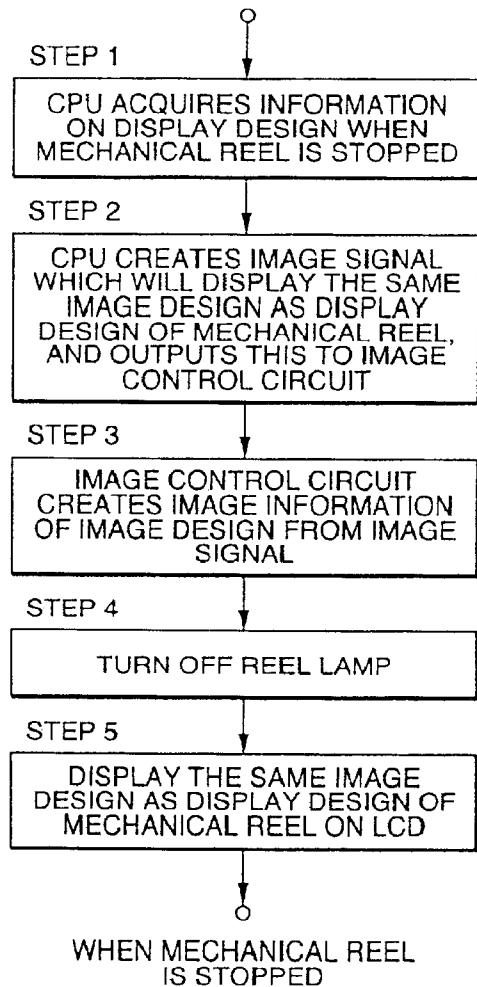 STEP 1
CPU ACQUIRES INFORMATION
ON DISPLAY DESIGN WHEN
MECHANICAL REEL IS STOPPED
STEP 2
CPU CREATES IMAGE SIGNAL
WHICH WILL DISPLAY THE SAME
IMAGE DESIGN AS DISPLAY
DESIGN OF MECHANICAL REEL,
AND OUTPUTS THIS TO IMAGE
CONTROL CIRCUIT
STEP 3
IMAGE CONTROL CIRCUIT
CREATES IMAGE INFORMATION
OF IMAGE DESIGN FROM IMAGE
SIGNAL
STEP 4
TURN OFF REEL LAMP
STEP 5
DISPLAY THE SAME IMAGE
DESIGN AS DISPLAY DESIGN OF
MECHANICAL REEL ON LCD
WHEN MECHANICAL REEL
IS STOPPED